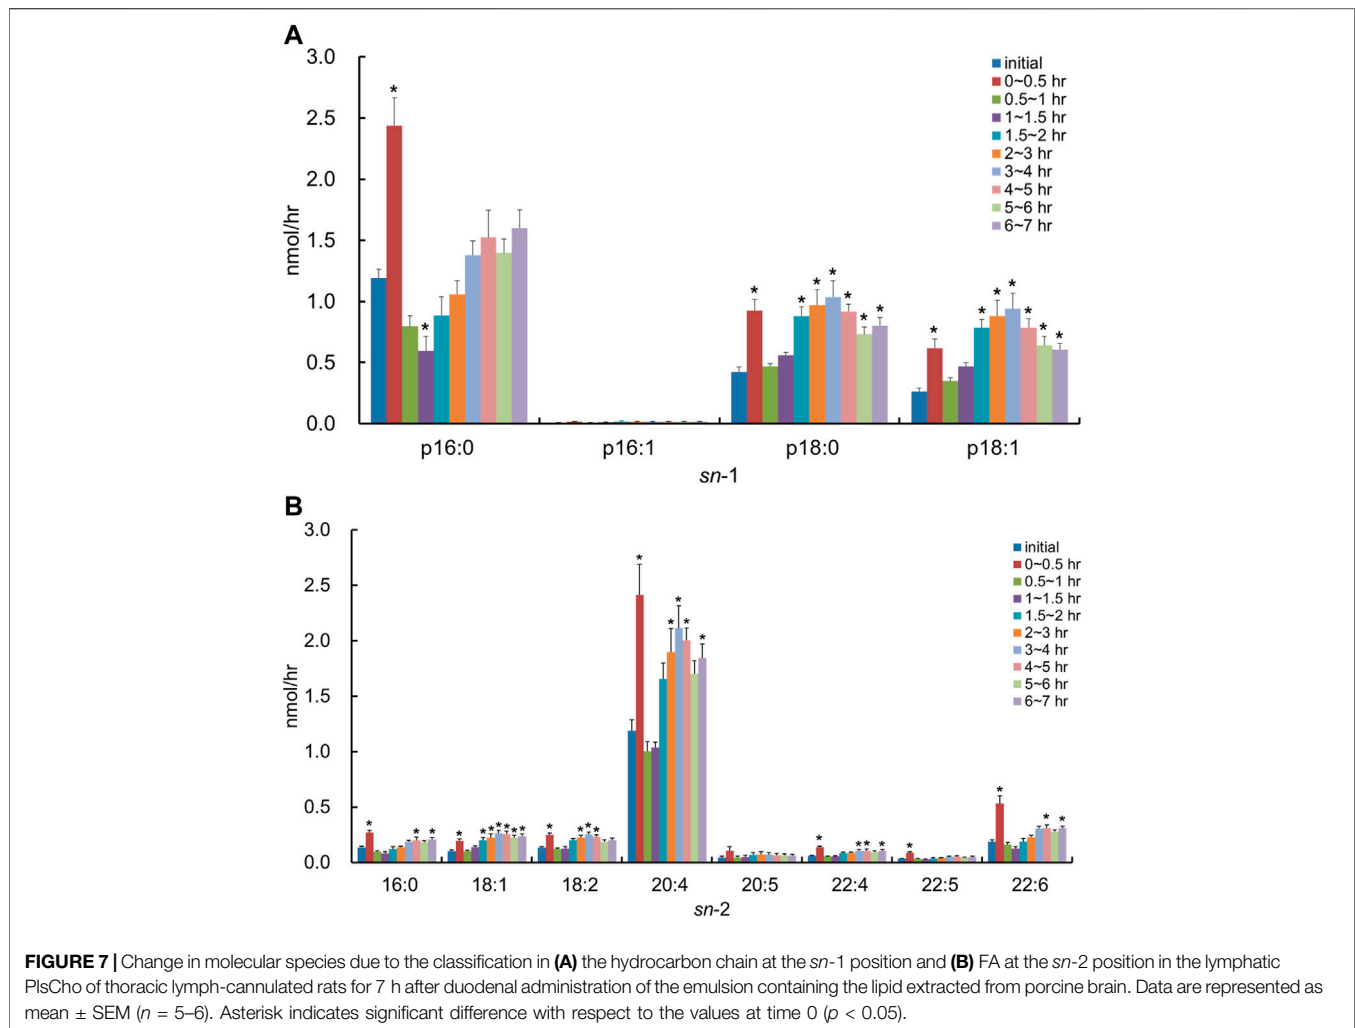 A
3.0
2.5
2.0
1.5
1.0
0.5
0.0
nmol/hr
* * * * * * * * * * * * * * *
initial
0~0.5 hr
0.5~1 hr
1~1.5 hr
1.5~2 hr
2~3 hr
3~4 hr
4~5 hr
5~6 hr
6~7 hr
p16:0 p16:1 p18:0 p18:1
sn-1
B
3.0
2.5
2.0
1.5
1.0
0.5
0.0
nmol/hr
* * * * * * * * * * * * * * * * * * * * * * * * * * *
initial
0~0.5 hr
0.5~1 hr
1~1.5 hr
1.5~2 hr
2~3 hr
3~4 hr
4~5 hr
5~6 hr
6~7 hr
16:0 18:1 18:2 20:4 20:5 22:4 22:5 22:6
sn-2
FIGURE 7 | Change in molecular species due to the classification in (A) the hydrocarbon chain at the sn-1 position and (B) FA at the sn-2 position in the lymphatic
PlsCho of thoracic lymph-cannulated rats for 7 h after duodenal administration of the emulsion containing the lipid extracted from porcine brain. Data are represented as
mean ± SEM (n = 5–6). Asterisk indicates significant difference with respect to the values at time 0 (p < 0.05).